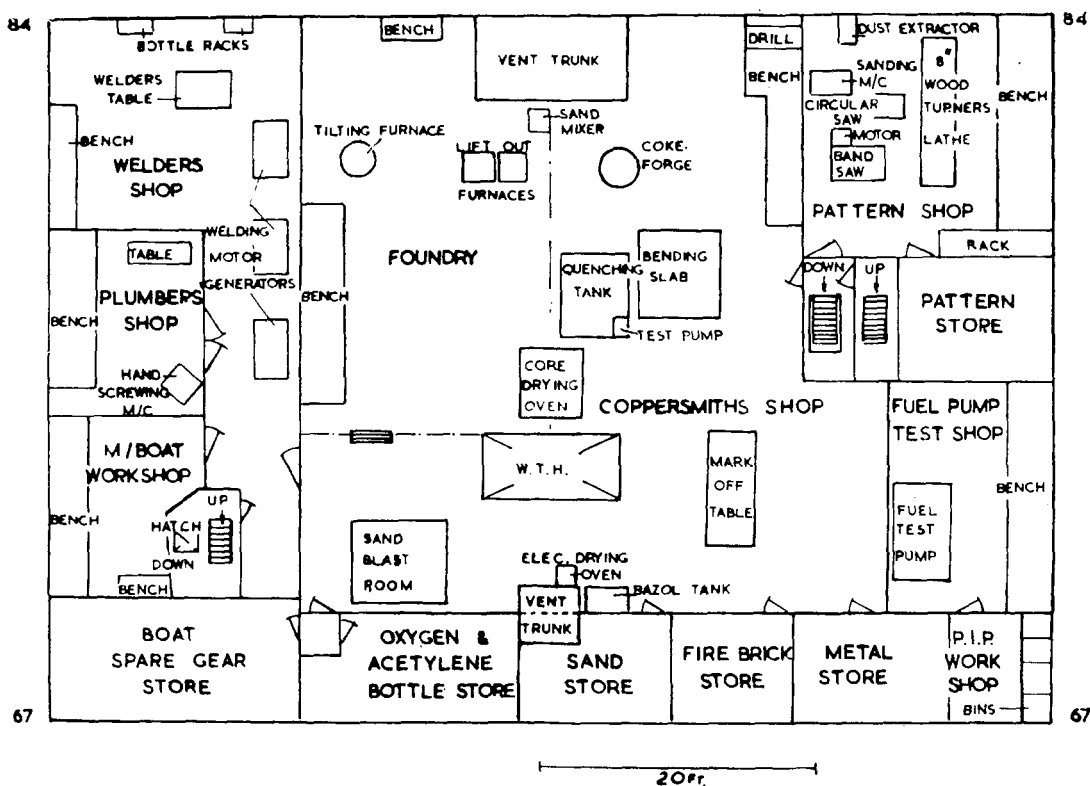 84
84
BOTTLE RACKS
WELDERS
TABLE
BENCH
WELDERS
SHOP
BENCH
VENT TRUNK
SAND
MIXER
TILTING FURNACE
LIFT OUT
FURNACES
COKE.
FORGE
DRILL
BENCH
DUST EXTRACTOR
SANDING
M/C
CIRCULAR
SAW
MOTOR
BAND
SAW
8"
WOOD
TURNERS
LATHE
BENCH
PATTERN SHOP
RACK
TABLE
PLUMBERS
SHOP
BENCH
HAND
SCREWING
M/C
WELDING
MOTOR
GENERATORS
BENCH
FOUNDRY
QUENCHING
TANK
BENDING
SLAB
TEST PUMP
CORE
DRYING
OVEN
DOWN
UP
PATTERN
STORE
COPPERSMITHS SHOP
FUEL PUMP
TEST SHOP
BENCH
M/BOAT
WORKSHOP
BENCH
UP
HATCH
DOWN
BENCH
W.T.H.
MARK
OFF
TABLE
FUEL
TEST
PUMP
SAND
BLAST
ROOM
ELEC. DRYING
OVEN
BAZOL TANK
VENT
TRUNK
BOAT
SPARE GEAR
STORE
OXYGEN &
ACETYLENE
BOTTLE STORE
SAND
STORE
FIRE BRICK
STORE
METAL
STORE
P.I.P.
WORK
SHOP
BINS
67
67
20 FT.